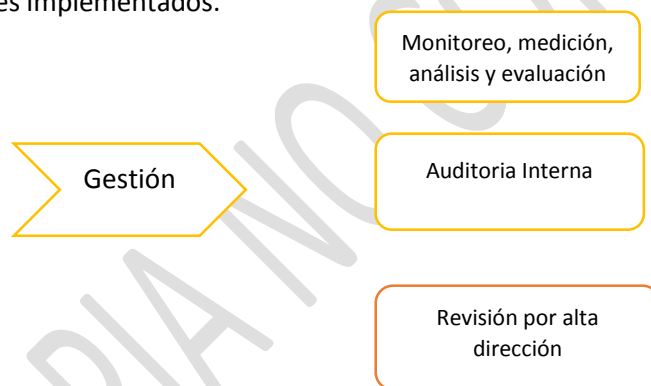 es implementados.
Monitoreo, medición,
análisis y evaluación
Gestión
Auditoria Interna
Revisión por alta
dirección